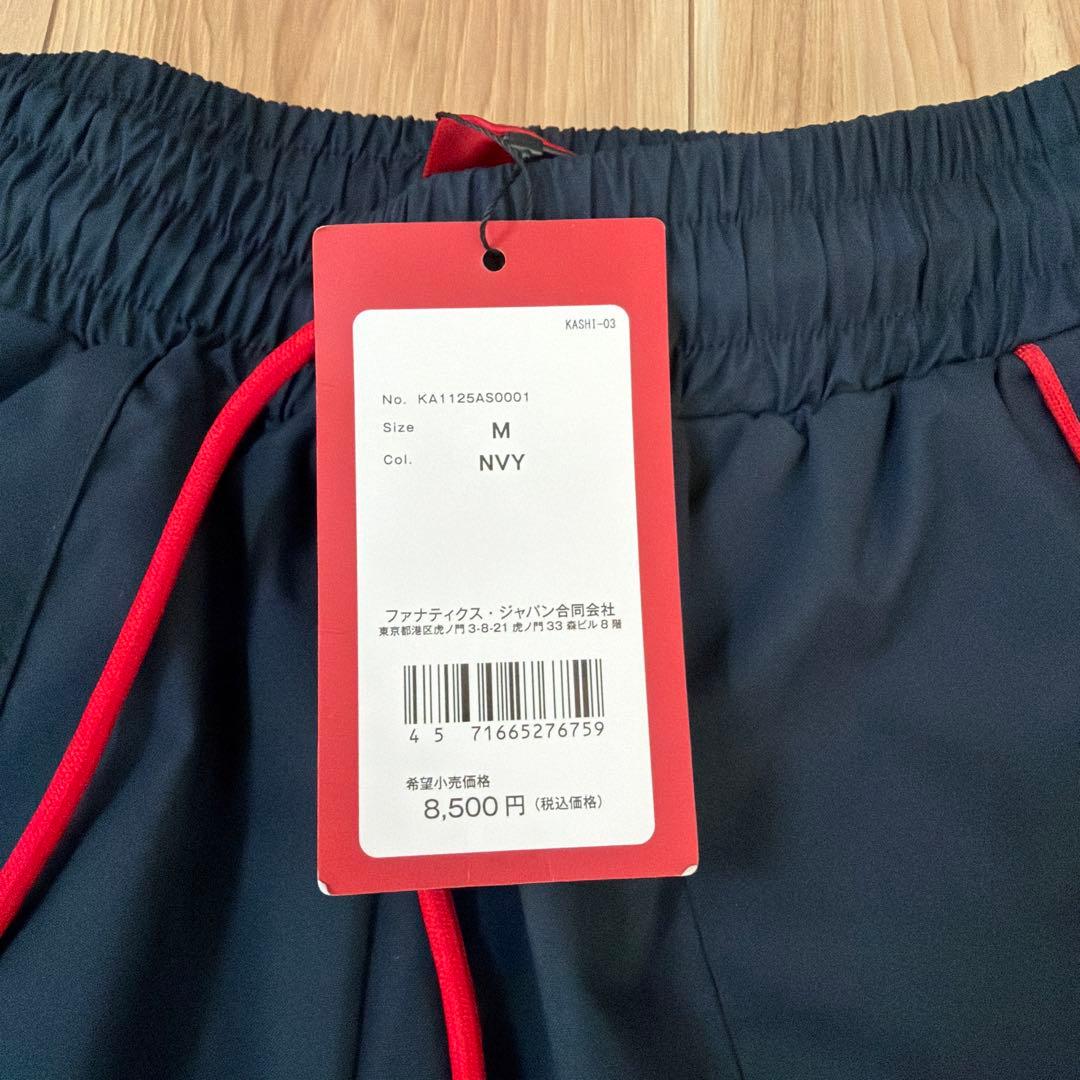 KASHI-03
No. KA1125AS0001
Size M
Col. NVY
ファナティクス・ジャパン合同会社
東京都港区虎ノ門 3-8-21 虎ノ門 33 森ビル 8 階
4 5 71665276759
希望小売価格
8,500 円 (税込価格)